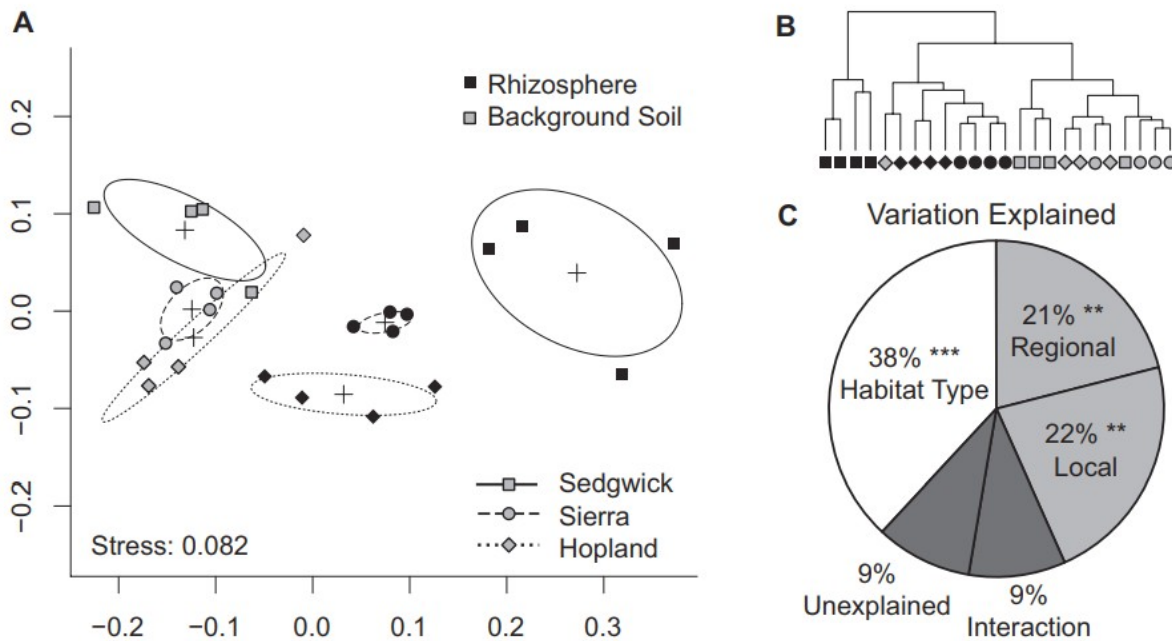 A
Rhizosphere
Background Soil
0.2
0.1
0.0
−0.1
−0.2
Sedgwick
Sierra
Hopland
Stress: 0.082
−0.2
−0.1
0.0
0.1
0.2
0.3
B
C
Variation Explained
21% **
Regional
38% ***
Habitat Type
22% **
Local
9%
Unexplained
9%
Interaction